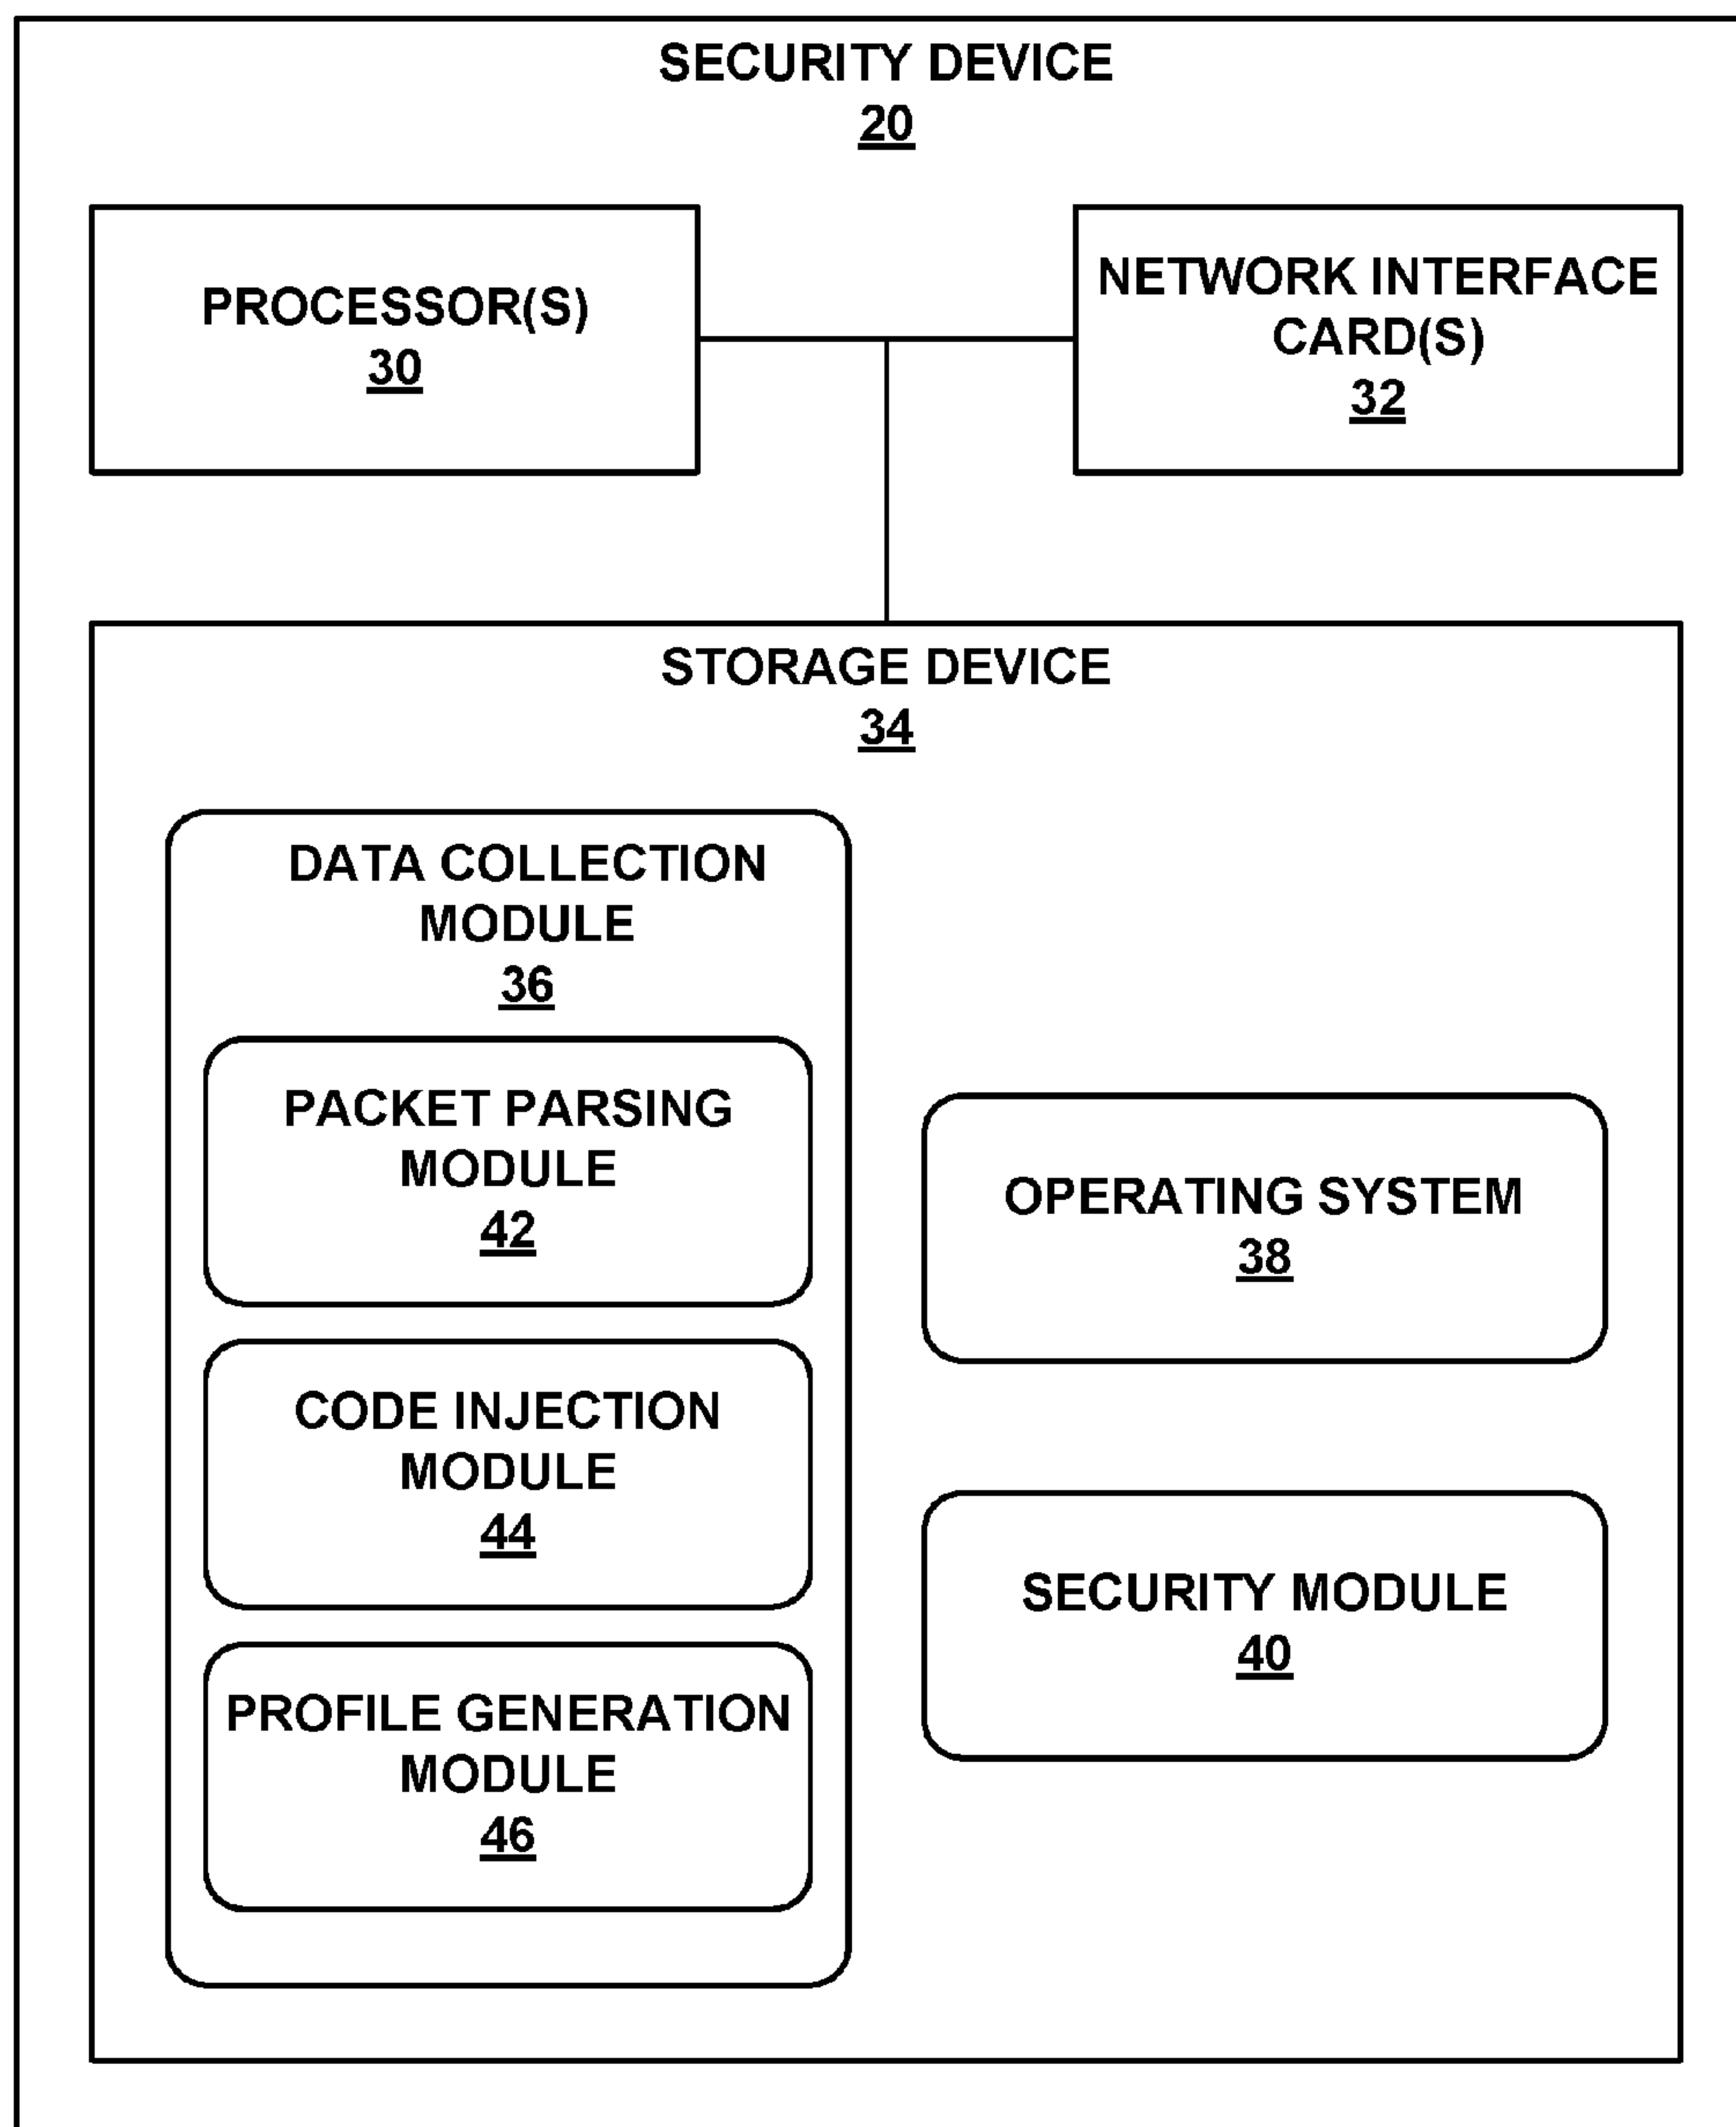 SECURITY DEVICE
20
PROCESSOR(S)
30
NETWORK INTERFACE
CARD(S)
32
STORAGE DEVICE
34
DATA COLLECTION
MODULE
36
PACKET PARSING
MODULE
42
CODE INJECTION
MODULE
44
PROFILE GENERATION
MODULE
46
OPERATING SYSTEM
38
SECURITY MODULE
40